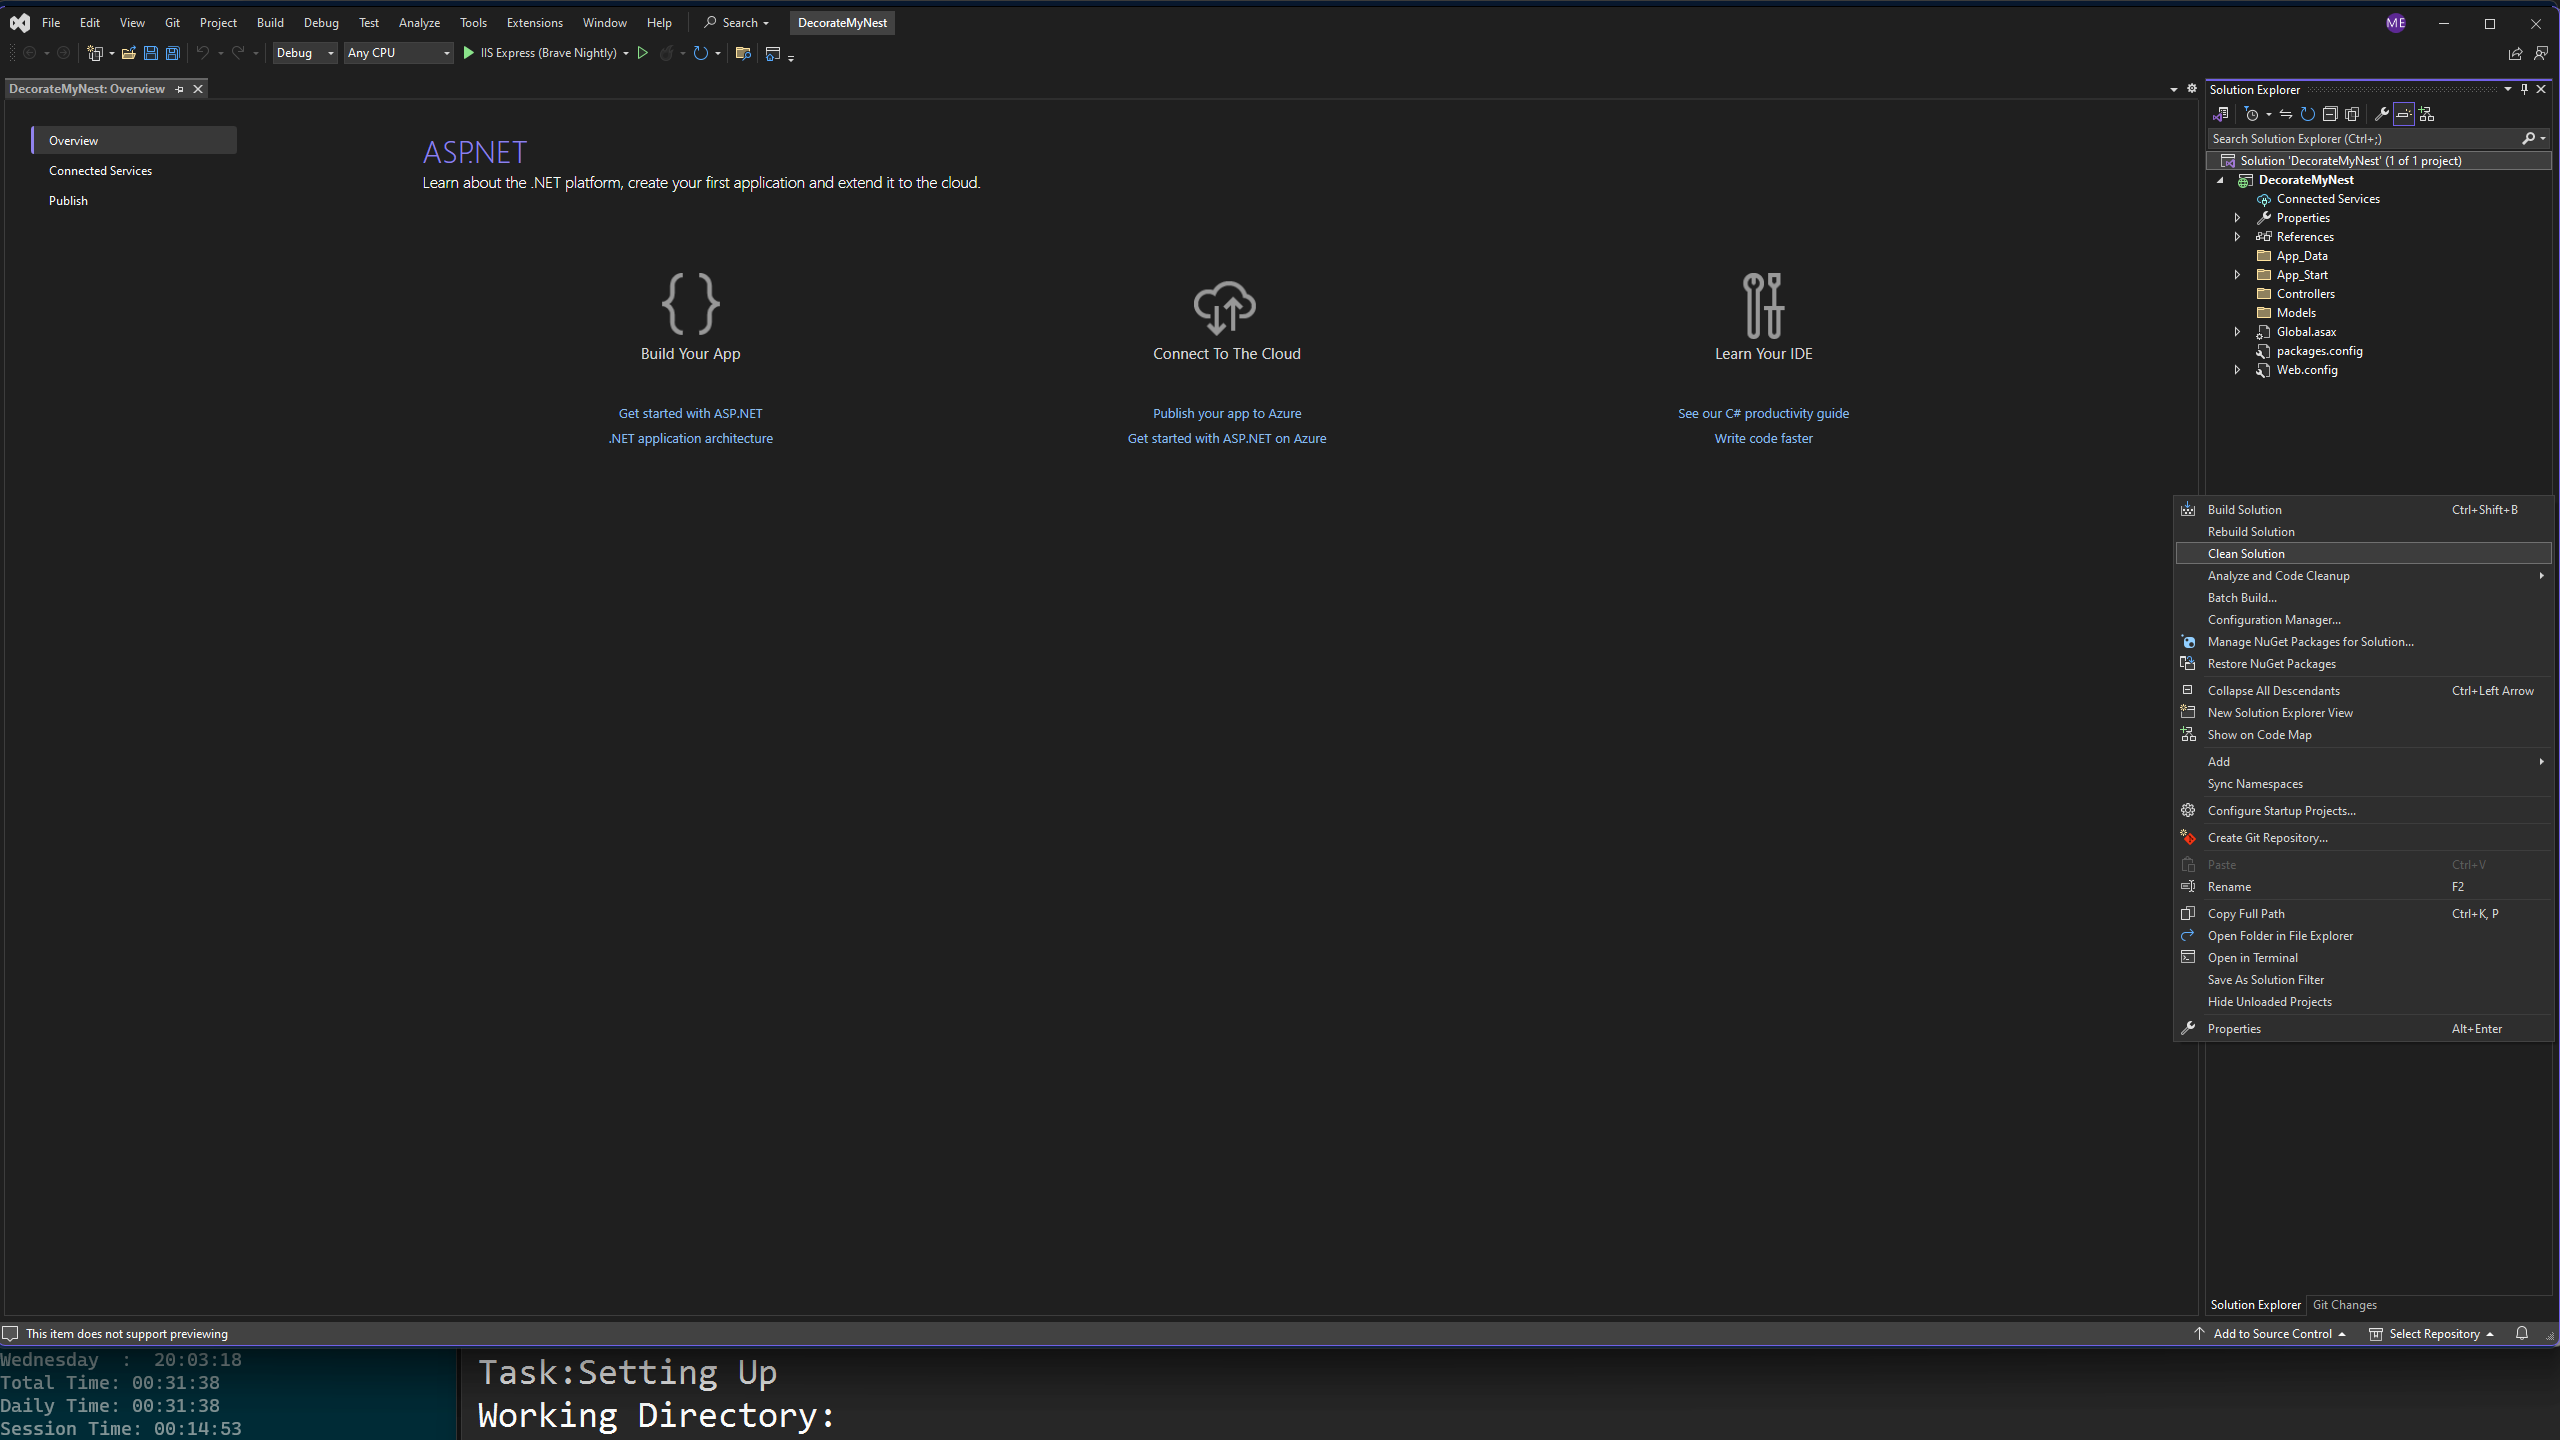 File Edit View Git Project Build Debug Test Analyze Tools Extensions Window Help Search DecorateMyNest ME
Debug Any CPU IIS Express (Brave Nightly)
DecorateMyNest: Overview
Overview
Connected Services
Publish
ASP.NET
Learn about the .NET platform, create your first application and extend it to the cloud.
Build Your App
Get started with ASP.NET
.NET application architecture
Connect To The Cloud
Publish your app to Azure
Get started with ASP.NET on Azure
Learn Your IDE
See our C# productivity guide
Write code faster
Solution Explorer
Search Solution Explorer (Ctrl+;)
Solution 'DecorateMyNest' (1 of 1 project)
DecorateMyNest
Connected Services
Properties
References
App_Data
App_Start
Controllers
Models
Global.asax
packages.config
Web.config
Build Solution Ctrl+Shift+B
Rebuild Solution
Clean Solution
Analyze and Code Cleanup
Batch Build...
Configuration Manager...
Manage NuGet Packages for Solution...
Restore NuGet Packages
Collapse All Descendants Ctrl+Left Arrow
New Solution Explorer View
Show on Code Map
Add
Sync Namespaces
Configure Startup Projects...
Create Git Repository...
Paste Ctrl+V
Rename F2
Copy Full Path Ctrl+K, P
Open Folder in File Explorer
Open in Terminal
Save As Solution Filter
Hide Unloaded Projects
Properties Alt+Enter
Solution Explorer Git Changes
This item does not support previewing
Add to Source Control Select Repository
Wednesday : 20:03:18
Total Time: 00:31:38
Daily Time: 00:31:38
Session Time: 00:14:53
Task:Setting Up
Working Directory: